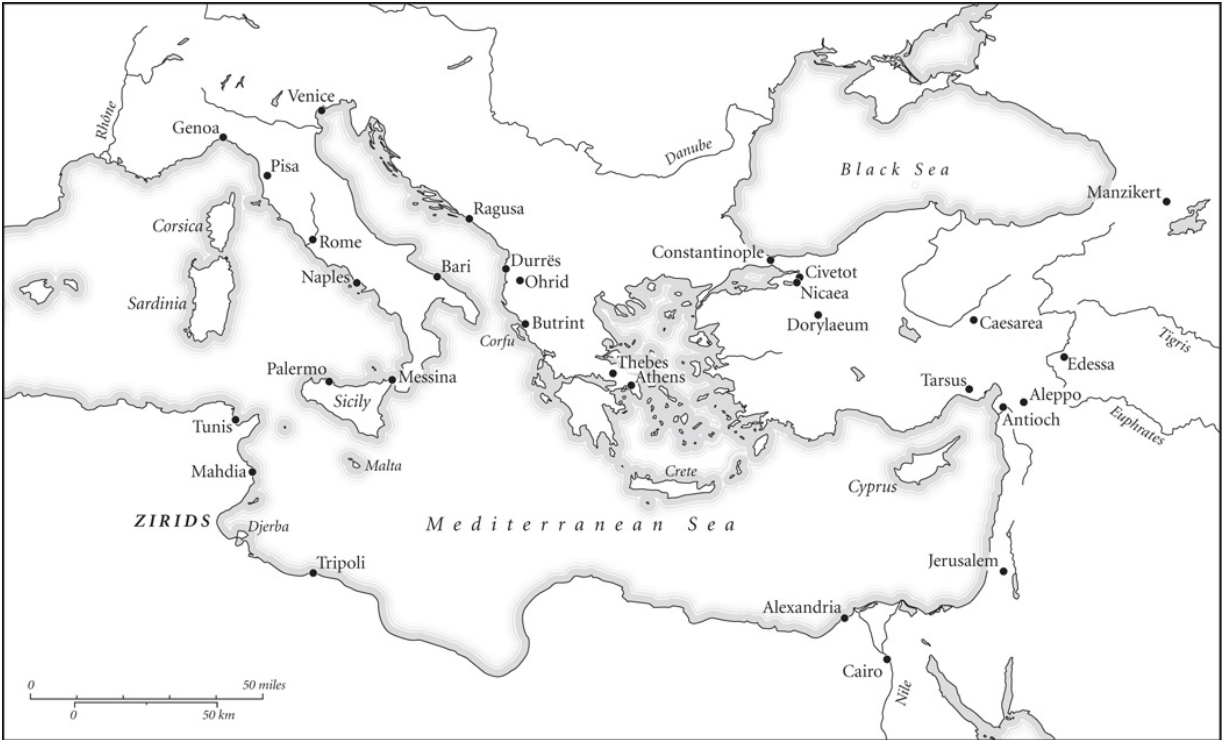 Venice
Rhône
Genoa
Danube
Pisa
Black Sea
Manzikert
Ragusa
Corsica
Rome
Constantinople
Durrës
Bari
Civetot
Naples
Ohrid
Nicaea
Sardinia
Butrint
Dorylaeum
Caesarea
Tigris
Corfu
Edessa
Palermo
Thebes
Messina
Athens
Tarsus
Sicily
Aleppo
Antioch
Tunis
Euphrates
Malta
Mahdia
Crete
Cyprus
ZIRIDS
Djerba
Mediterranean Sea
Tripoli
Jerusalem
Alexandria
Cairo
Nile
0 50 miles
0 50 km